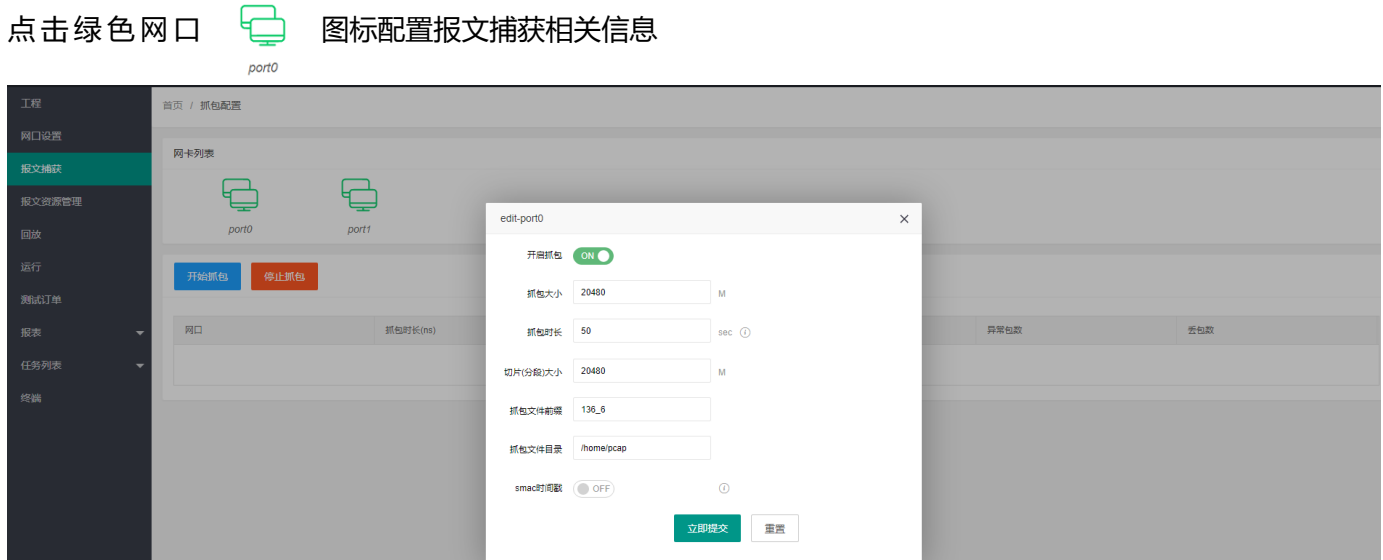 点击绿色网口 图标配置报文捕获相关信息
port0
工程
首页 / 抓包配置
网口设置
网卡列表
报文捕获
报文资源管理
port0 port1
回放
运行
开始抓包 停止抓包
测试订单
报表
网口 抓包时长(ns) 异常包数 丢包数
任务列表
终端
edit-port0
开启抓包 ON
抓包大小 20480 M
抓包时长 50 sec
切片(分段)大小 20480 M
抓包文件前缀 136_6
抓包文件目录 /home/pcap
smac时间戳 OFF
立即提交 重置